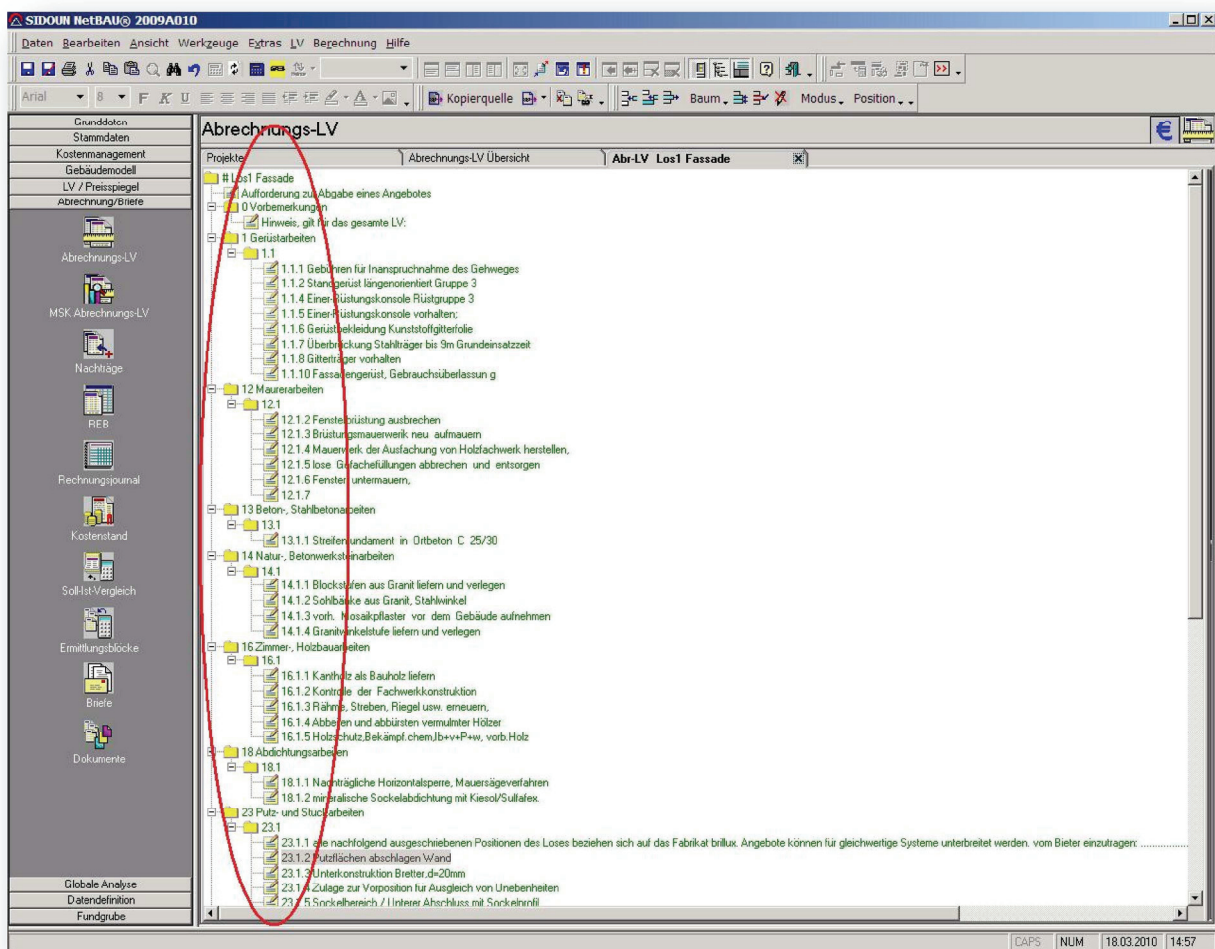 SIDOUN NetBAU® 2009A010
Daten Bearbeiten Ansicht Werkzeuge Extras LV Berechnung Hilfe
Arial 8 F K U Kopierquelle Baum Modus Position
Grunddaten
Stammdaten
Kostenmanagement
Gebäudemodell
LV / Preisspiegel
Abrechnung/Briefe
Abrechnungs-LV
MSK Abrechnungs-LV
Nachträge
REB
Rechnungsjournal
Kostenstand
Soll-Ist-Vergleich
Ermittlungsblöcke
Briefe
Dokumente
Globale Analyse
Datendefinition
Fundgrube
Abrechnungs-LV
Projekte Abrechnungs-LV Übersicht Abr-LV Los1 Fassade
# Los1 Fassade
Aufforderung zur Abgabe eines Angebotes
0 Vorbemerkungen
Hinweis, gilt für das gesamte LV:
1 Gerüstarbeiten
1.1
1.1.1 Gebühren für Inanspruchnahme des Gehweges
1.1.2 Standgerüst längenorientiert Gruppe 3
1.1.4 Einer-Rüstungskonsole Rüstgruppe 3
1.1.5 Einer-Rüstungskonsole vorhalten;
1.1.6 Gerüstbekleidung Kunststoffgitterfolie
1.1.7 Überbrückung Stahlträger bis 9m Grundeinsatzzeit
1.1.8 Gitterträger vorhalten
1.1.10 Fassadengerüst, Gebrauchsüberlassun g
12 Maurerarbeiten
12.1
12.1.2 Fensterbrüstung ausbrechen
12.1.3 Brüstungsmauerwerik neu aufmauern
12.1.4 Mauerwerk der Ausfachung von Holzfachwerk herstellen,
12.1.5 lose Gefachefüllungen abbrechen und entsorgen
12.1.6 Fenster untermauern,
12.1.7
13 Beton-, Stahlbetonarbeiten
13.1
13.1.1 Streifenfundament in Ortbeton C 25/30
14 Natur-, Betonwerksteinarbeiten
14.1
14.1.1 Blockstufen aus Granit liefern und verlegen
14.1.2 Sohlbänke aus Granit, Stahlwinkel
14.1.3 vorh. Mosaikpflaster vor dem Gebäude aufnehmen
14.1.4 Granitwinkelstufe liefern und verlegen
16 Zimmer-, Holzbauarbeiten
16.1
16.1.1 Kantholz als Bauholz liefern
16.1.2 Kontrolle der Fachwerkkonstruktion
16.1.3 Rähme, Streben, Riegel usw. erneuern,
16.1.4 Abbeilen und abbürsten vermulmter Hölzer
16.1.5 Holzschutz,Bekämpf.chem,Ib+v+P+w, vorb.Holz
18 Abdichtungsarbeiten
18.1
18.1.1 Nachträgliche Horizontalsperre, Mauersägeverfahren
18.1.2 mineralische Sockelabdichtung mit Kiesol/Sulfafex.
23 Putz- und Stuckarbeiten
23.1
23.1.1 alle nachfolgend ausgeschriebenen Positionen des Loses beziehen sich auf das Fabrikat brillux. Angebote können für gleichwertige Systeme unterbreitet werden. vom Bieter einzutragen: ................
23.1.2 Putzflächen abschlagen Wand
23.1.3 Unterkonstruktion Bretter,d=20mm
23.1.4 Zulage zur Vorposition für Ausgleich von Unebenheiten
23.1.5 Sockelbereich / Unterer Abschluss mit Sockelprofil
CAPS NUM 18.03.2010 14:57